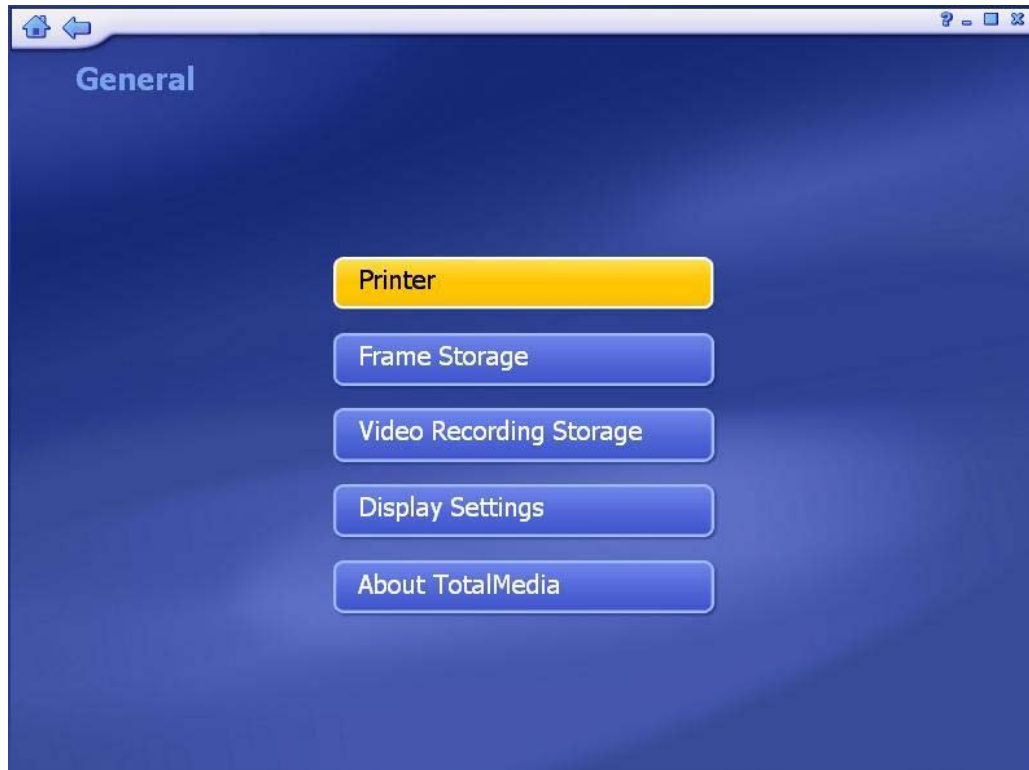 ?
General
Printer
Frame Storage
Video Recording Storage
Display Settings
About TotalMedia